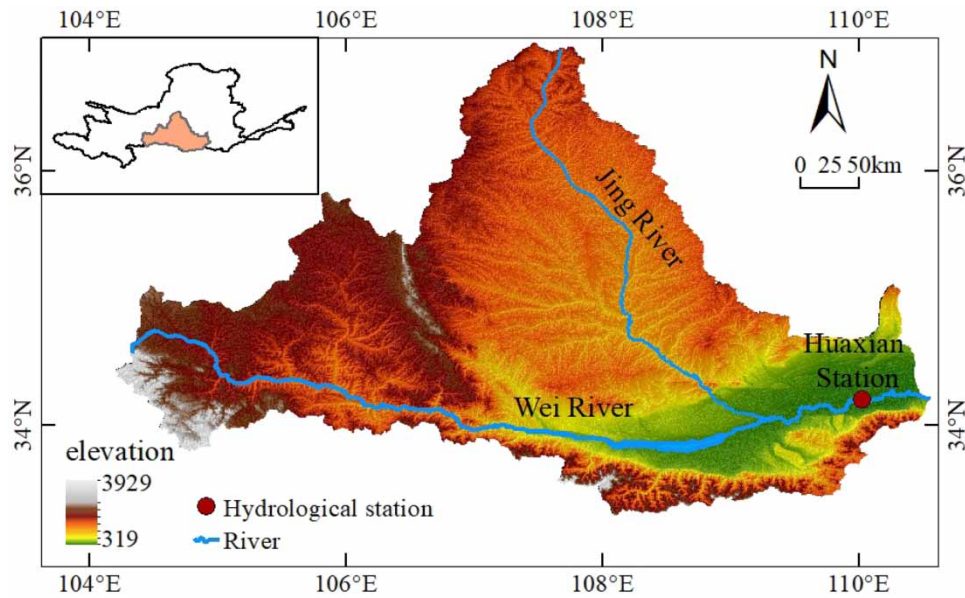 104°E 106°E 108°E 110°E
N
0 25 50km
36°N
36°N
Jing River
Huaxian
Station
Wei River
34°N
34°N
elevation
3929
319
Hydrological station
River
104°E 106°E 108°E 110°E